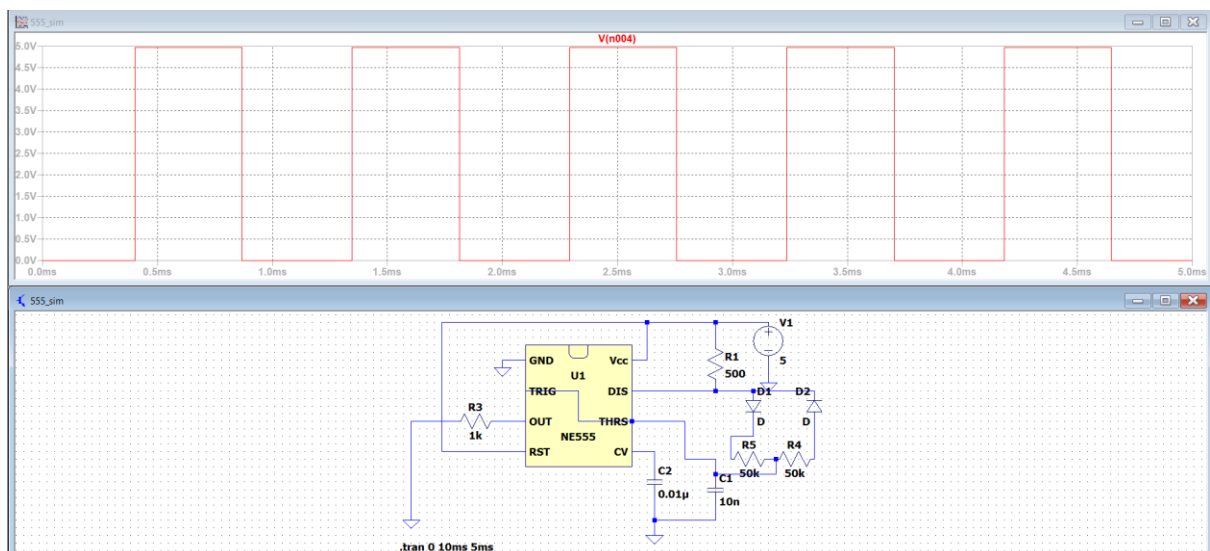 555_sim
V(n004)
5.0V
4.5V
4.0V
3.5V
3.0V
2.5V
2.0V
1.5V
1.0V
0.5V
0.0V
0.0ms 0.5ms 1.0ms 1.5ms 2.0ms 2.5ms 3.0ms 3.5ms 4.0ms 4.5ms 5.0ms
555_sim
V1
5
R1
500
GND Vcc
U1
TRIG DIS
D1 D2
D D
R3
1k
OUT THRS
NE555
RST CV
R5 R4
50k 50k
C2
0.01µ
C1
10n
.tran 0 10ms 5ms